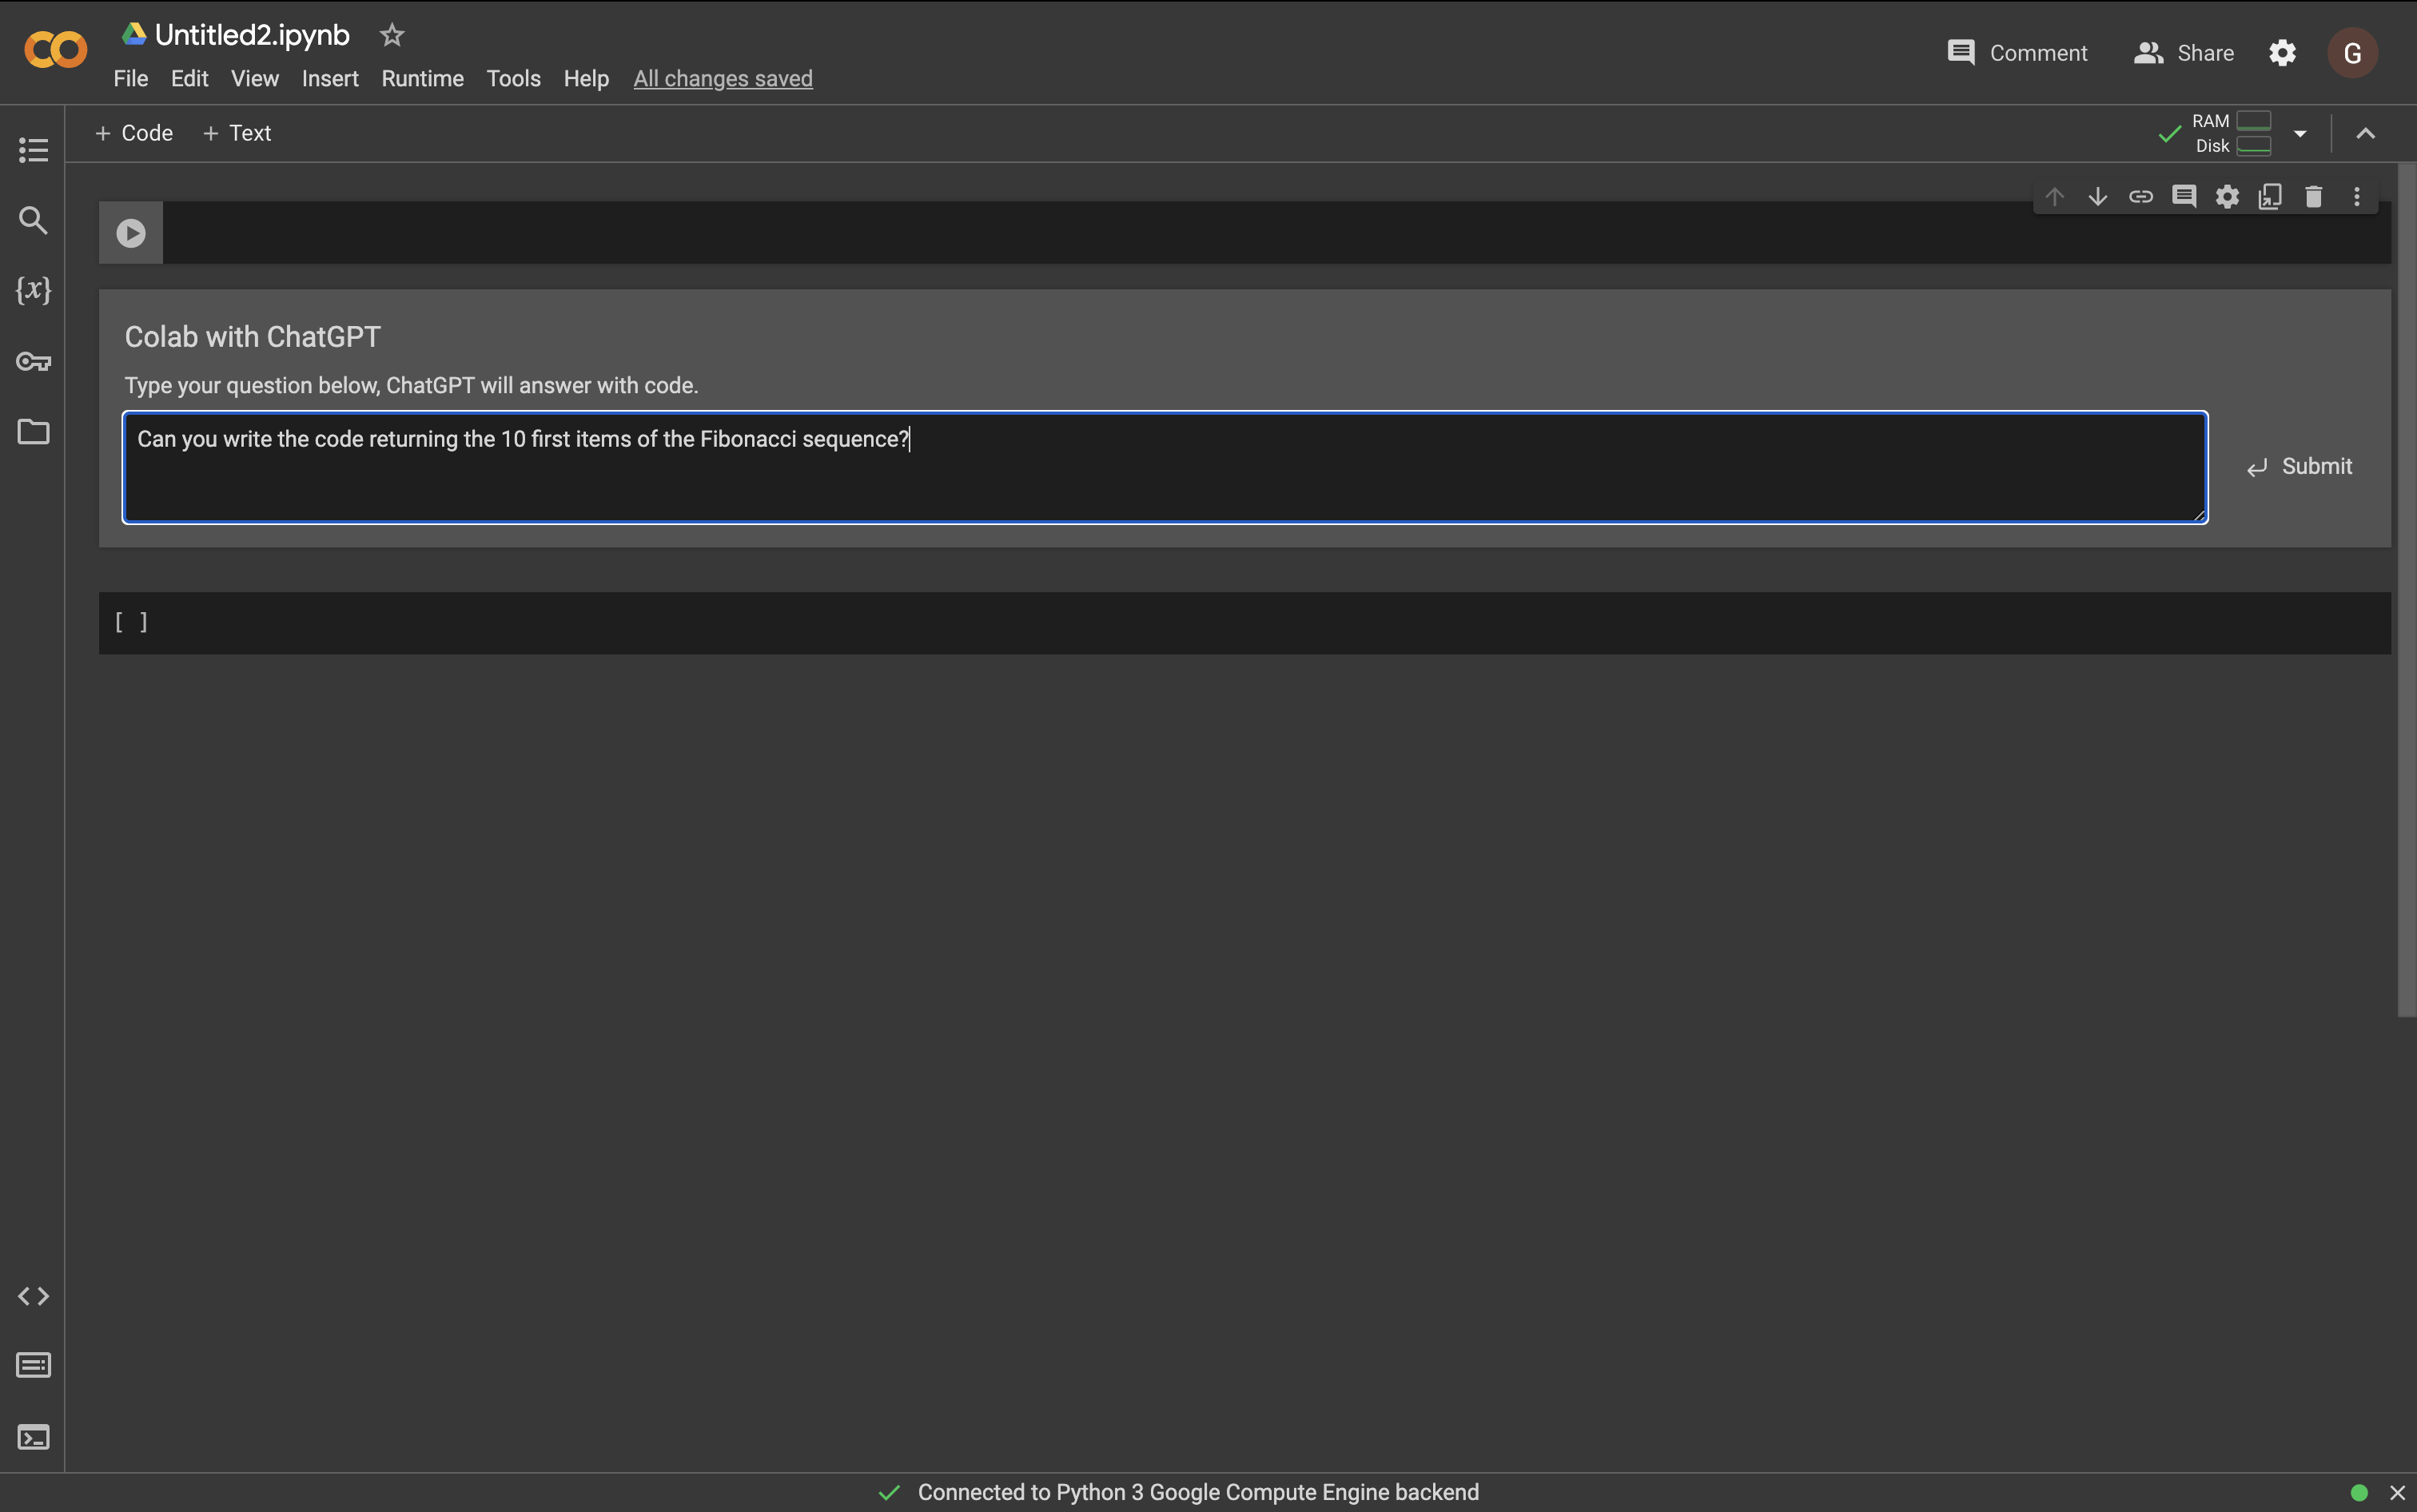 Untitled2.ipynb
File Edit View Insert Runtime Tools Help All changes saved
Comment Share G
+ Code + Text
RAM
Disk
{x}
Colab with ChatGPT
Type your question below, ChatGPT will answer with code.
Can you write the code returning the 10 first items of the Fibonacci sequence?
Submit
[ ]
Connected to Python 3 Google Compute Engine backend